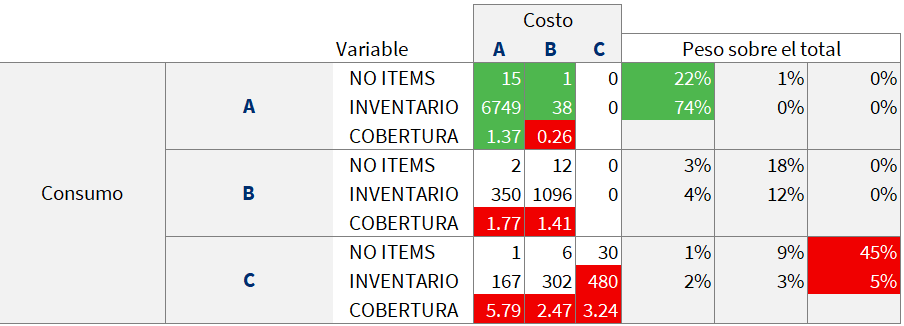 Costo
Variable A B C Peso sobre el total
NO ITEMS 15 1 0 22% 1% 0%
A INVENTARIO 6749 38 0 74% 0% 0%
COBERTURA 1.37 0.26
NO ITEMS 2 12 0 3% 18% 0%
Consumo B INVENTARIO 350 1096 0 4% 12% 0%
COBERTURA 1.77 1.41
NO ITEMS 1 6 30 1% 9% 45%
C INVENTARIO 167 302 480 2% 3% 5%
COBERTURA 5.79 2.47 3.24